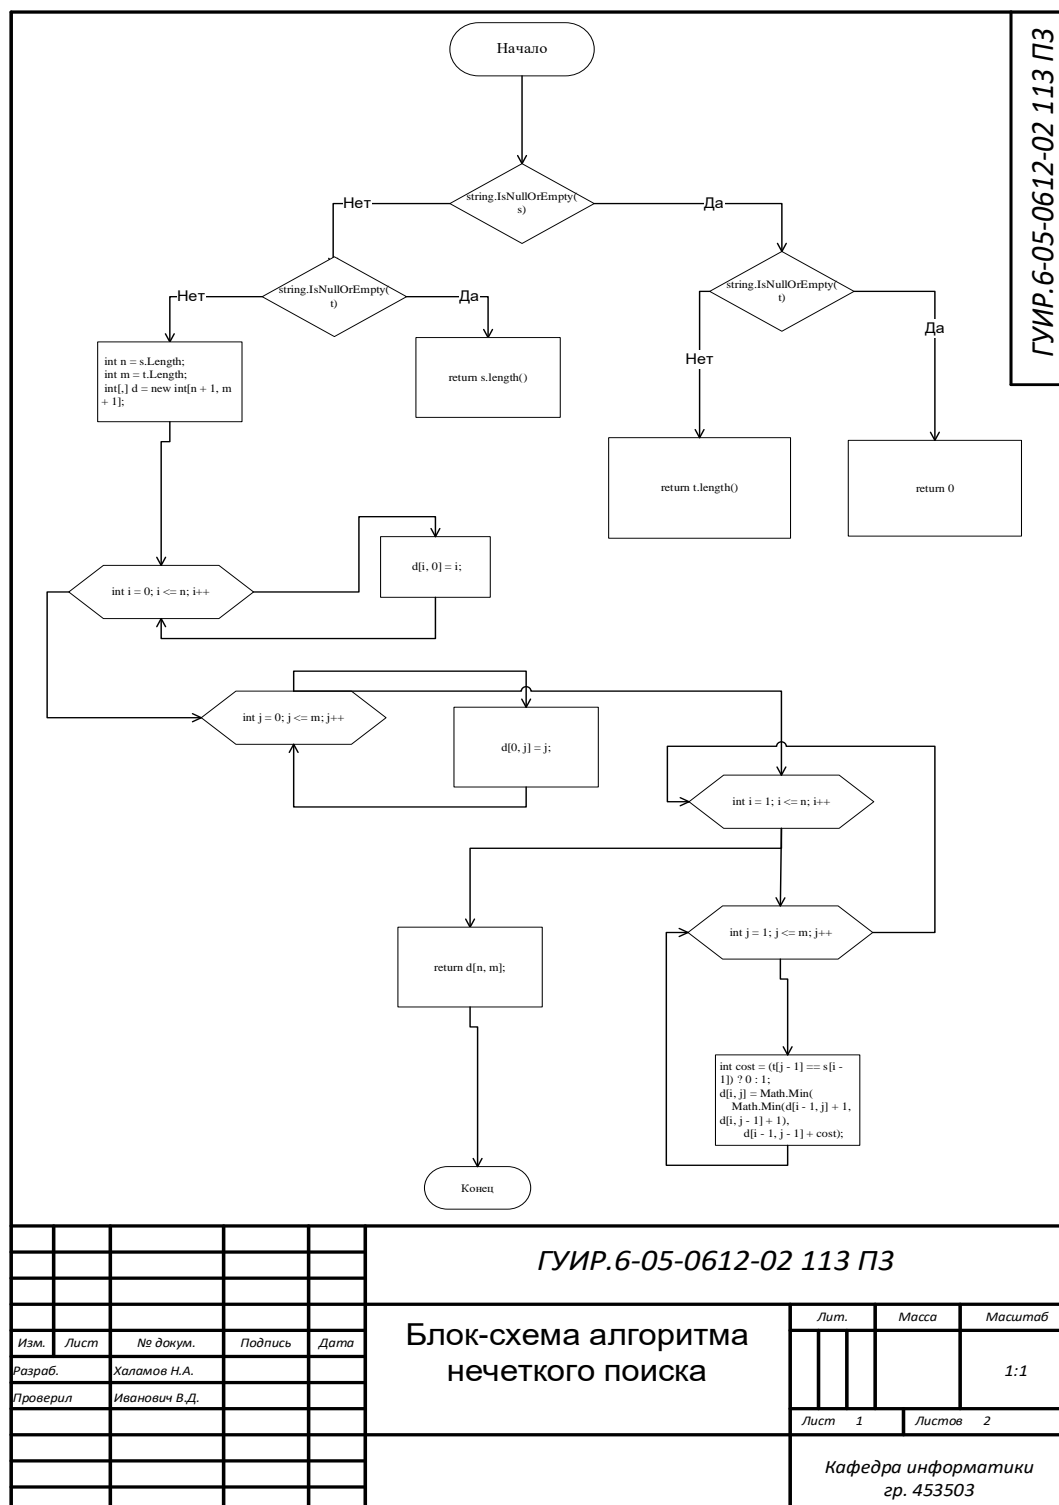 Начало
ГУИР.6-05-0612-02 113 ПЗ
string.IsNullOrEmpty(
s)
Нет
Да
string.IsNullOrEmpty(
t)
string.IsNullOrEmpty(
t)
Нет
Да
Нет
Да
int n = s.Length;
int m = t.Length;
int[,] d = new int[n + 1, m
+ 1];
return s.length()
return t.length()
return 0
d[i, 0] = i;
int i = 0; i <= n; i++
int j = 0; j <= m; j++
d[0, j] = j;
int i = 1; i <= n; i++
int j = 1; j <= m; j++
return d[n, m];
int cost = (t[j - 1] == s[i -
1]) ? 0 : 1;
d[i, j] = Math.Min(
Math.Min(d[i - 1, j] + 1,
d[i, j - 1] + 1),
d[i - 1, j - 1] + cost);
Конец
ГУИР.6-05-0612-02 113 ПЗ
Изм. Лист № докум. Подпись Дата
Разраб. Халамов Н.А.
Проверил Иванович В.Д.
Блок-схема алгоритма
нечеткого поиска
Лит. Масса Масштаб
1:1
Лист 1 Листов 2
Кафедра информатики
гр. 453503